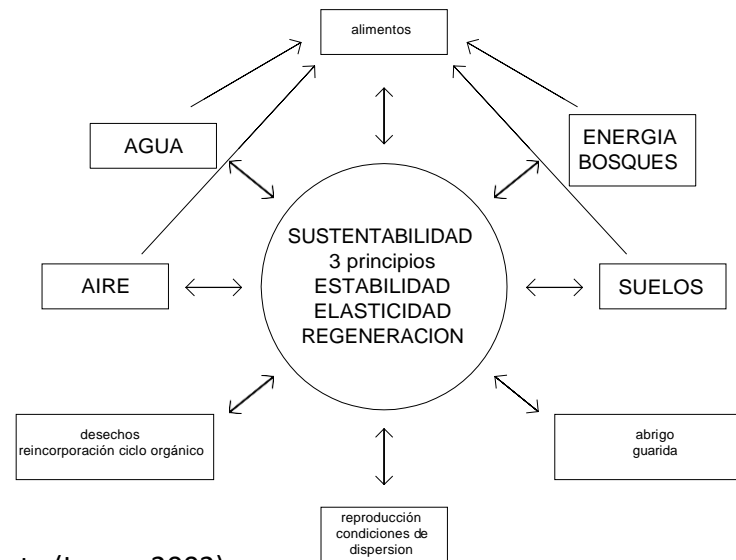 alimentos
AGUA
ENERGIA
BOSQUES
SUSTENTABILIDAD
3 principios
ESTABILIDAD
ELASTICIDAD
REGENERACION
AIRE
SUELOS
desechos
reincorporación ciclo orgánico
abrigo
guarida
reproducción
condiciones de
dispersion
2003)